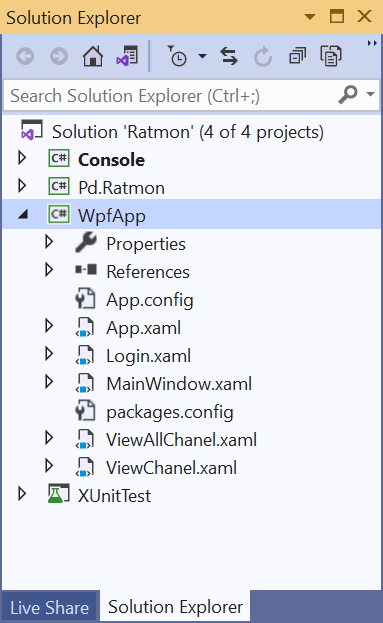 Solution Explorer
Search Solution Explorer (Ctrl+;)
Solution 'Ratmon' (4 of 4 projects)
C# Console
C# Pd.Ratmon
C# WpfApp
Properties
References
App.config
App.xaml
Login.xaml
MainWindow.xaml
packages.config
ViewAllChanel.xaml
ViewChanel.xaml
XUnitTest
Live Share Solution Explorer